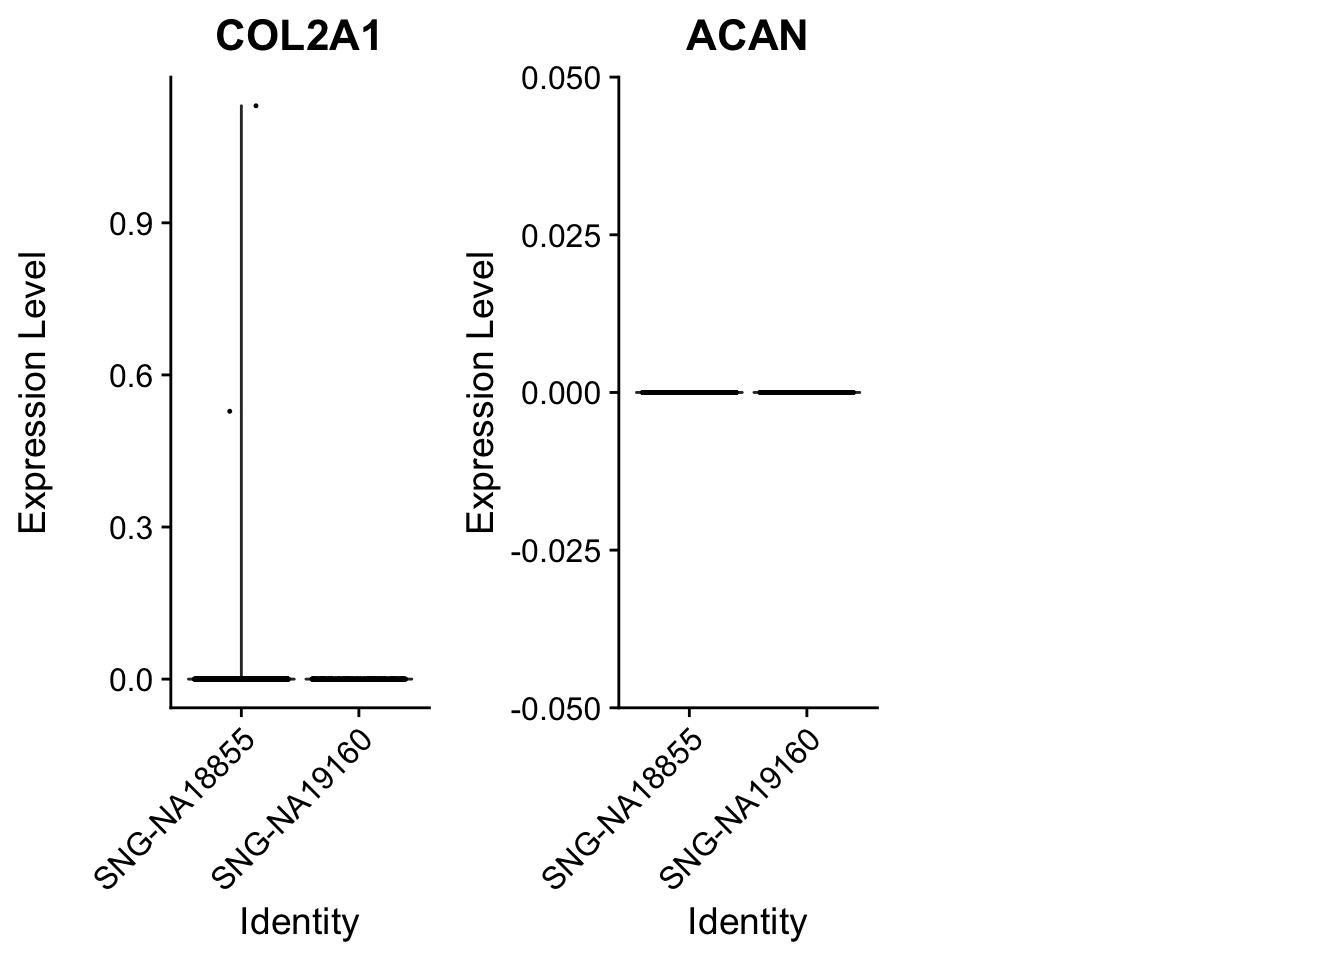 COL2A1
Expression Level
0.9
0.6
0.3
0.0
SNG-NA18855
SNG-NA19160
Identity
ACAN
Expression Level
0.050
0.025
0.000
-0.025
-0.050
SNG-NA18855
SNG-NA19160
Identity